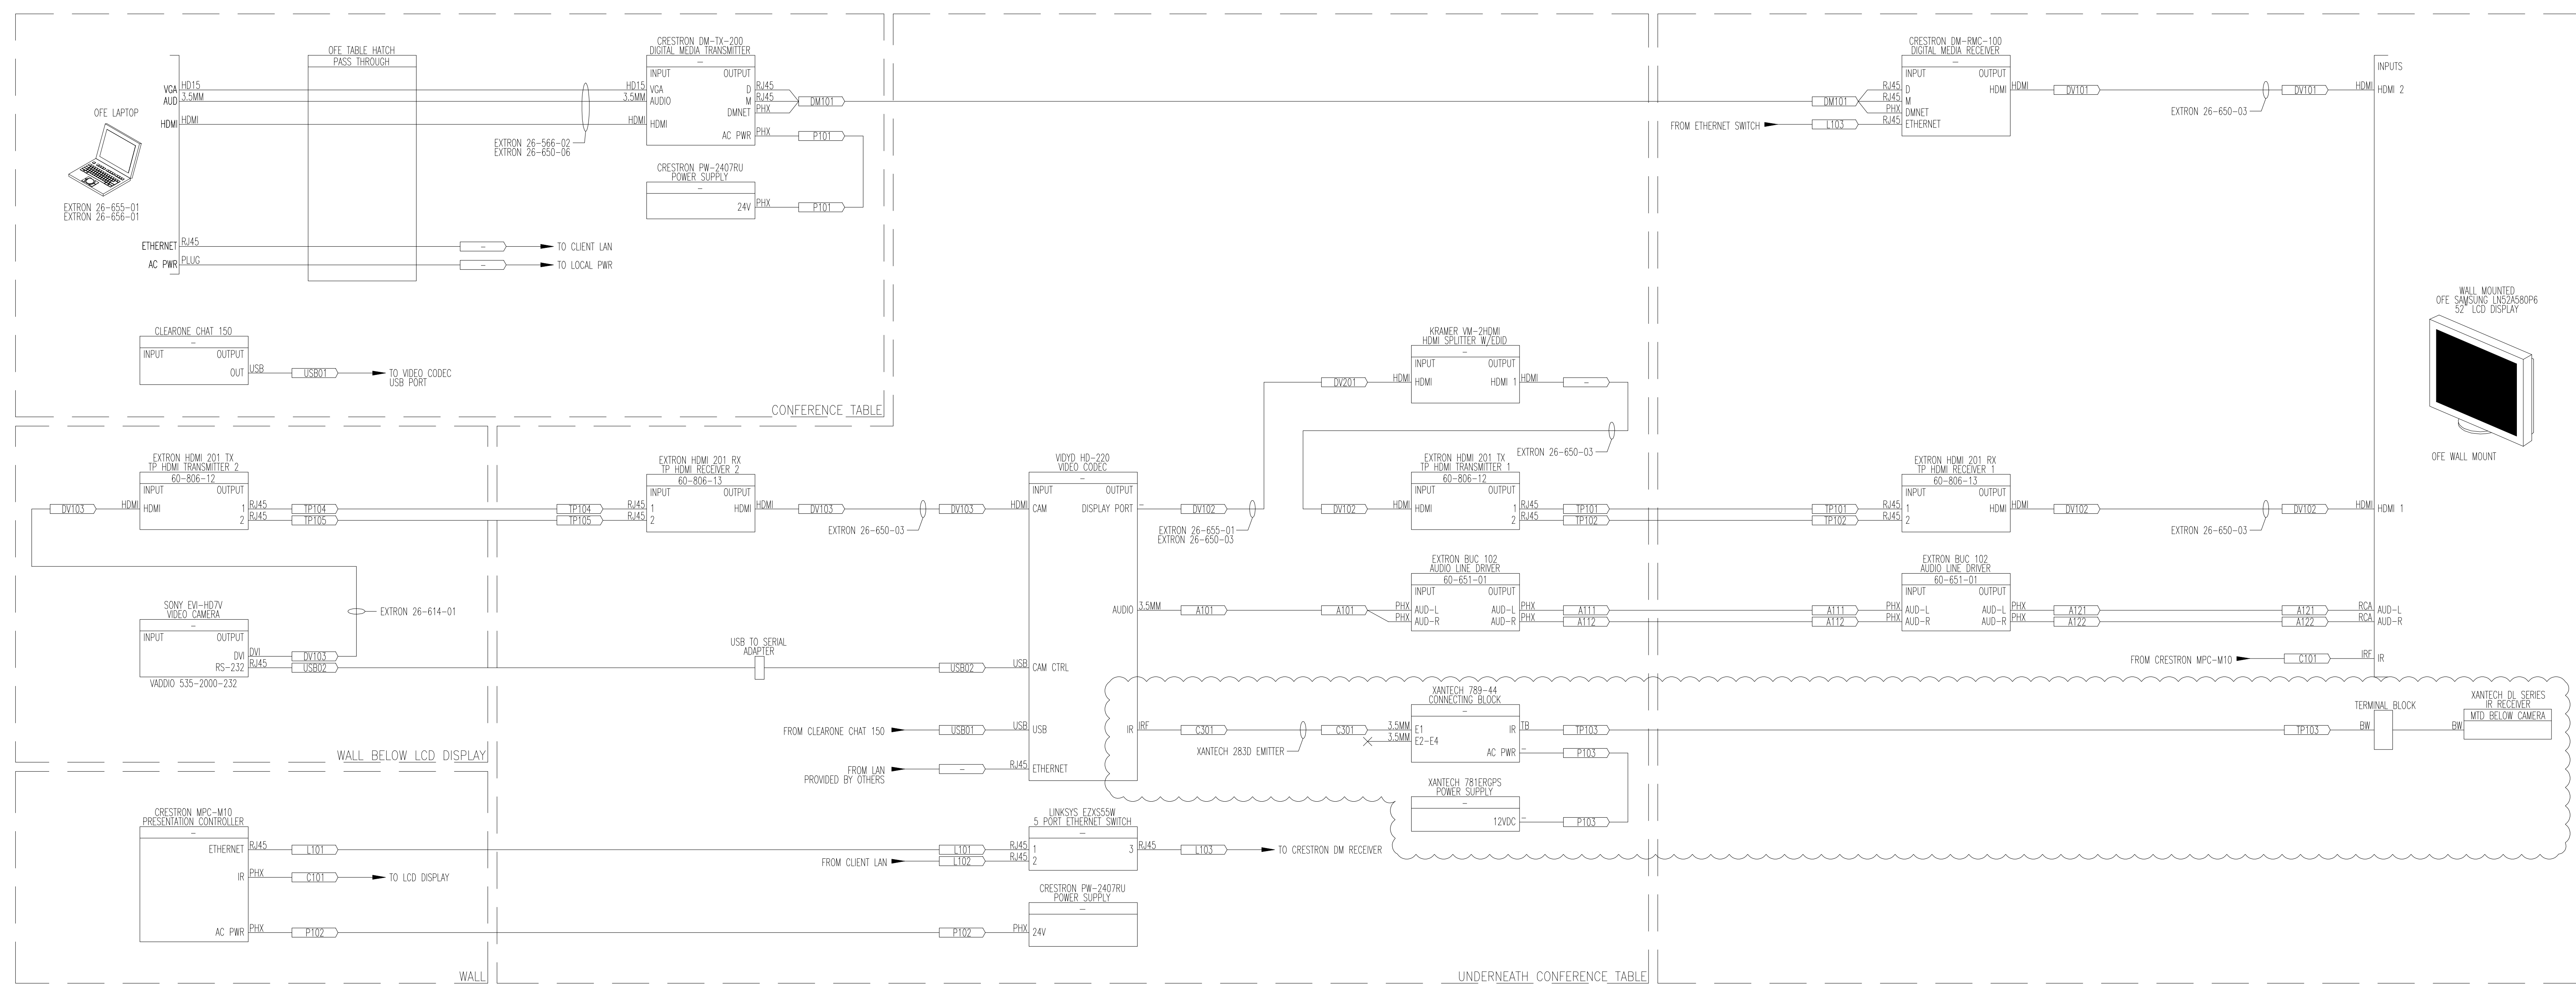 OFE LAPTOP
EXTRON 26-655-01
EXTRON 26-656-01
VGA HD15
AUD 3.5MM
HDMI HDMI
ETHERNET RJ45
AC PWR PLUG
OFE TABLE HATCH
PASS THROUGH
-
TO CLIENT LAN
-
TO LOCAL PWR
EXTRON 26-566-02
EXTRON 26-650-06
CRESTRON DM-TX-200
DIGITAL MEDIA TRANSMITTER
-
INPUT OUTPUT
HD15 VGA D RJ45
3.5MM AUDIO M RJ45 DM101
DMNET PHX
HDMI HDMI
AC PWR PHX P101
CRESTRON PW-2407RU
POWER SUPPLY
-
24V PHX P101
CLEARONE CHAT 150
-
INPUT OUTPUT
OUT USB USB01
TO VIDEO CODEC
USB PORT
CONFERENCE TABLE
CRESTRON DM-RMC-100
DIGITAL MEDIA RECEIVER
-
INPUT OUTPUT
RJ45 D HDMI HDMI DV101 DV101 HDMI HDMI 2
DM101 RJ45 M
PHX DMNET
FROM ETHERNET SWITCH L103 RJ45 ETHERNET
EXTRON 26-650-03
INPUTS
WALL MOUNTED
OFE SAMSUNG LN52A580P6
52" LCD DISPLAY
OFE WALL MOUNT
KRAMER VM-2HDMI
HDMI SPLITTER W/EDID
-
INPUT OUTPUT
DV201 HDMI HDMI HDMI 1 HDMI -
EXTRON 26-650-03
EXTRON HDMI 201 TX
TP HDMI TRANSMITTER 2
60-806-12
INPUT OUTPUT
DV103 HDMI HDMI 1 RJ45 TP104
2 RJ45 TP105
EXTRON HDMI 201 RX
TP HDMI RECEIVER 2
60-806-13
INPUT OUTPUT
TP104 RJ45 1 HDMI HDMI DV103 DV103
TP105 RJ45 2
EXTRON 26-650-03
VIDYD HD-220
VIDEO CODEC
-
INPUT OUTPUT
HDMI CAM DISPLAY PORT - DV102
EXTRON 26-655-01
EXTRON 26-650-03
AUDIO 3.5MM A101
USB02 USB CAM CTRL
FROM CLEARONE CHAT 150 USB01 USB USB
IR IRF C301
FROM LAN
PROVIDED BY OTHERS
- RJ45 ETHERNET
EXTRON HDMI 201 TX
TP HDMI TRANSMITTER 1
60-806-12
INPUT OUTPUT
DV102 HDMI HDMI 1 RJ45 TP101
2 RJ45 TP102
EXTRON HDMI 201 RX
TP HDMI RECEIVER 1
60-806-13
INPUT OUTPUT
TP101 RJ45 1 HDMI HDMI DV102 DV102 HDMI HDMI 1
TP102 RJ45 2
EXTRON 26-650-03
EXTRON BUC 102
AUDIO LINE DRIVER
60-651-01
INPUT OUTPUT
A101 PHX AUD-L AUD-L PHX A111
PHX AUD-R AUD-R PHX A112
EXTRON BUC 102
AUDIO LINE DRIVER
60-651-01
INPUT OUTPUT
A111 PHX AUD-L AUD-L PHX A121 A121 RCA AUD-L
A112 PHX AUD-R AUD-R PHX A122 A122 RCA AUD-R
FROM CRESTRON MPC-M10 C101 IRF IR
EXTRON 26-614-01
SONY EVI-HD7V
VIDEO CAMERA
-
INPUT OUTPUT
DVI DVI DV103
RS-232 RJ45 USB02
VADDIO 535-2000-232
USB TO SERIAL
ADAPTER
WALL BELOW LCD DISPLAY
XANTECH 283D EMITTER
XANTECH 789-44
CONNECTING BLOCK
-
C301 3.5MM E1 IR TB TP103
3.5MM E2-E4
AC PWR - P103
XANTECH 781ERGPS
POWER SUPPLY
-
12VDC - P103
TERMINAL BLOCK
TP103 BW BW
XANTECH DL SERIES
IR RECEIVER
MTD BELOW CAMERA
CRESTRON MPC-M10
PRESENTATION CONTROLLER
-
ETHERNET RJ45 L101
IR PHX C101
TO LCD DISPLAY
AC PWR PHX P102
WALL
LINKSYS EZXS55W
5 PORT ETHERNET SWITCH
-
L101 RJ45 1 3 RJ45 L103
TO CRESTRON DM RECEIVER
FROM CLIENT LAN L102 RJ45 2
CRESTRON PW-2407RU
POWER SUPPLY
-
P102 PHX 24V
UNDERNEATH CONFERENCE TABLE